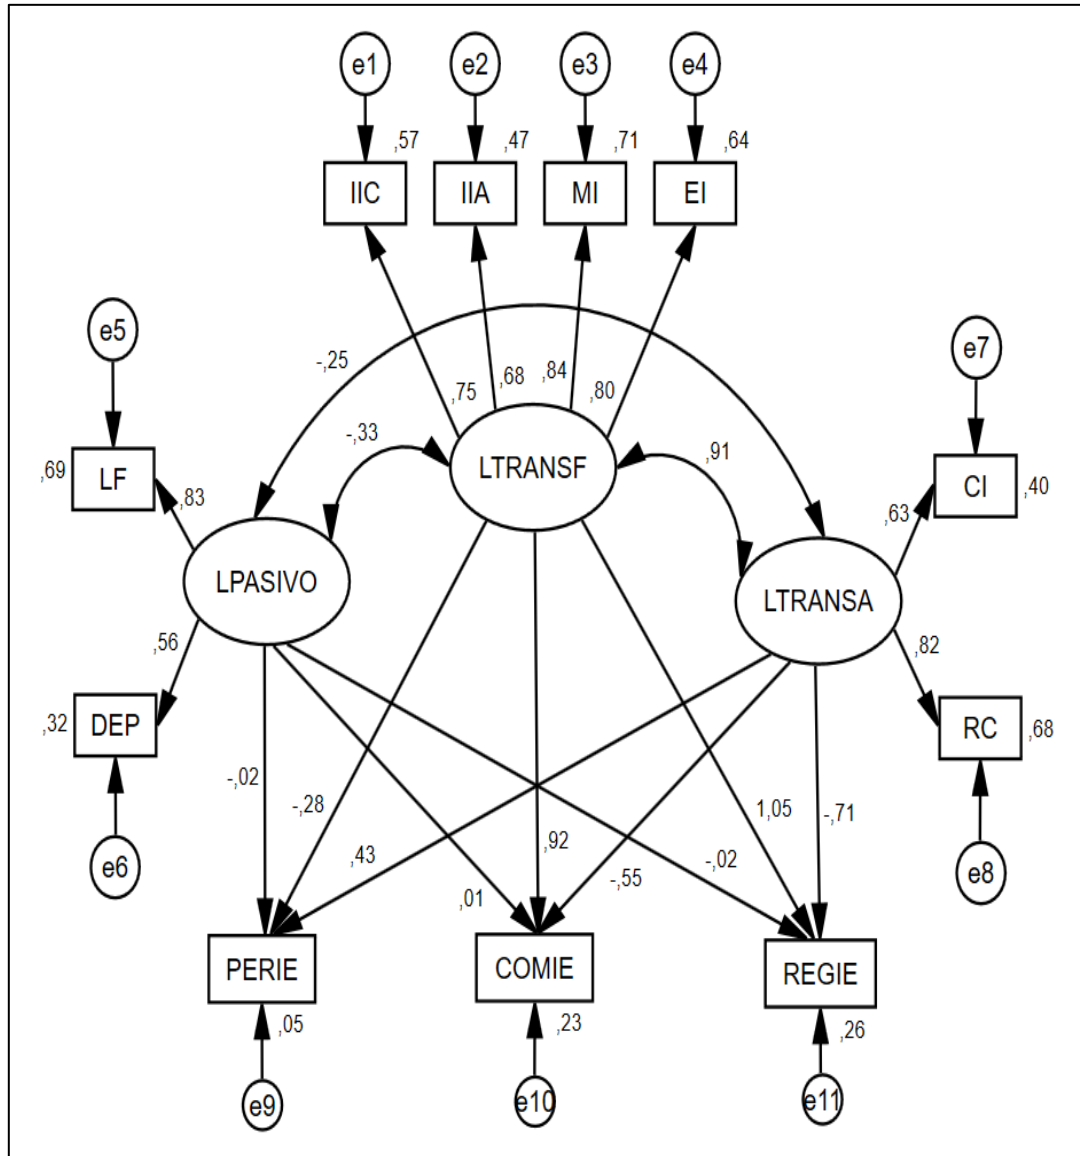 e1
e2
e3
e4
,57
,47
,71
,64
IIC
IIA
MI
EI
e5
e7
-,25
,75
,68
,84
,80
-,33
,91
LTRANSF
,69
LF
,83
CI
,40
,63
LPASIVO
LTRANSA
,56
,82
,32
DEP
RC
,68
-,02
-,28
1,05
-,71
,43
,92
-,02
-,55
,01
e6
e8
PERIE
COMIE
REGIE
,05
,23
,26
e9
e10
e11